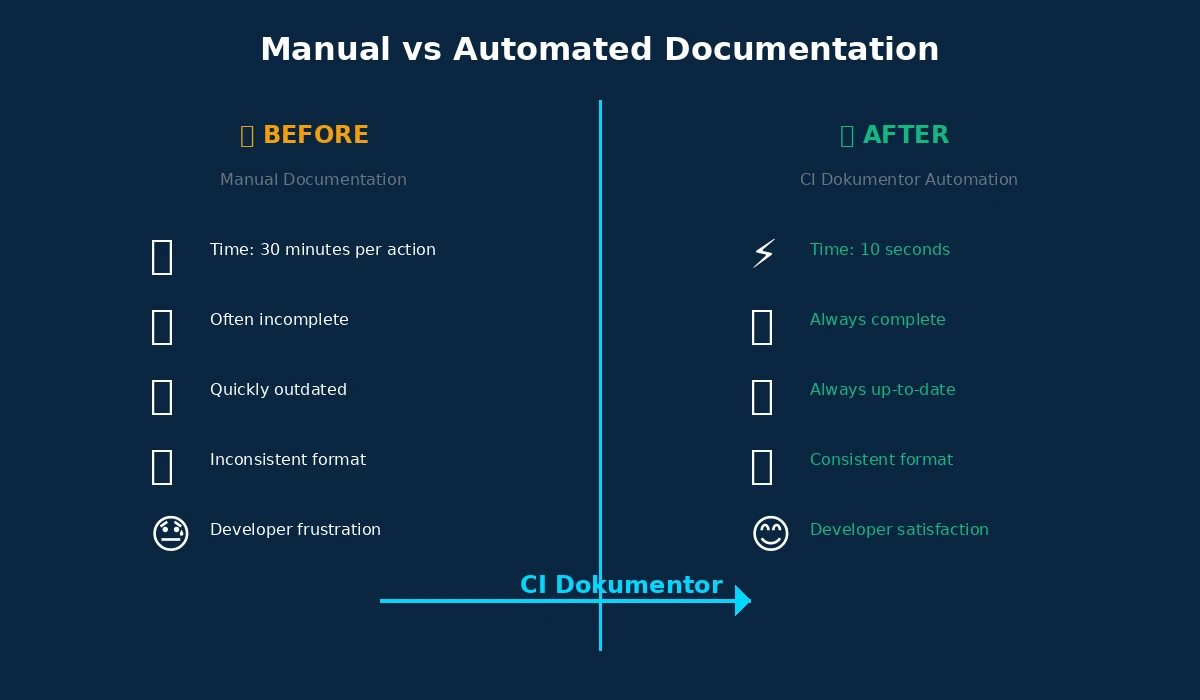 Manual vs Automated Documentation
BEFORE
Manual Documentation
Time: 30 minutes per action
Often incomplete
Quickly outdated
Inconsistent format
😓 Developer frustration
AFTER
CI Dokumentor Automation
⚡ Time: 10 seconds
Always complete
Always up-to-date
Consistent format
😊 Developer satisfaction
CI Dokumentor